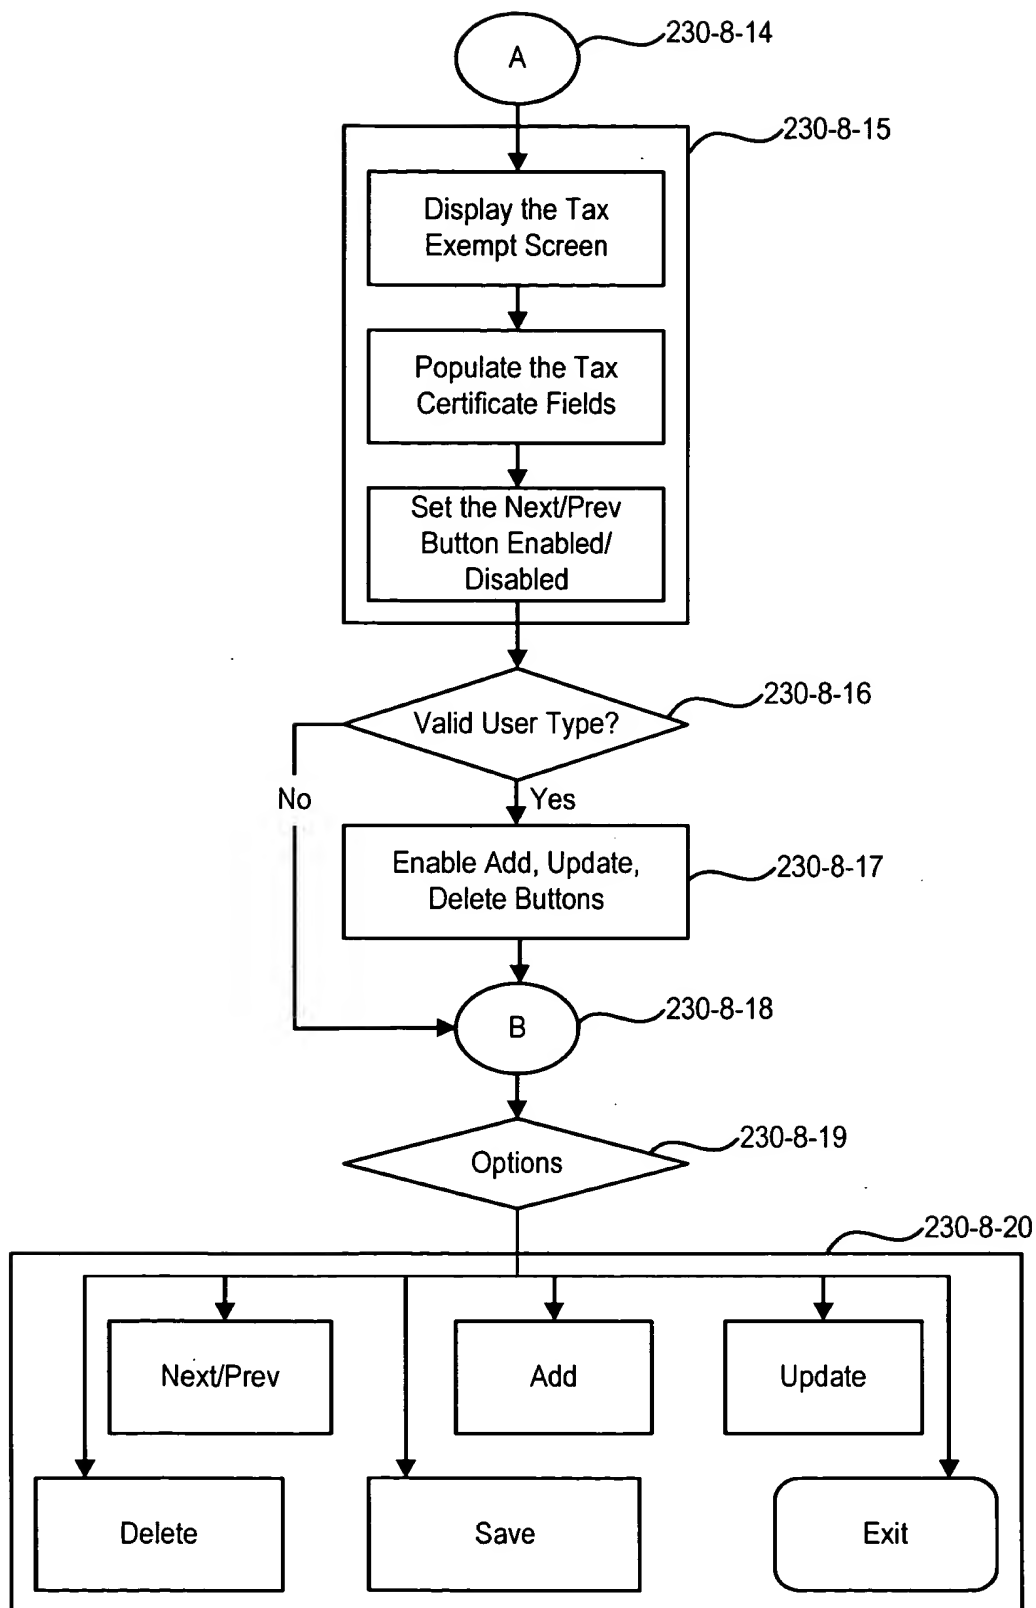 A
230-8-14
230-8-15
Display the Tax
Exempt Screen
Populate the Tax
Certificate Fields
Set the Next/Prev
Button Enabled/
Disabled
Valid User Type?
230-8-16
No
Yes
Enable Add, Update,
Delete Buttons
230-8-17
B
230-8-18
Options
230-8-19
230-8-20
Next/Prev
Add
Update
Delete
Save
Exit